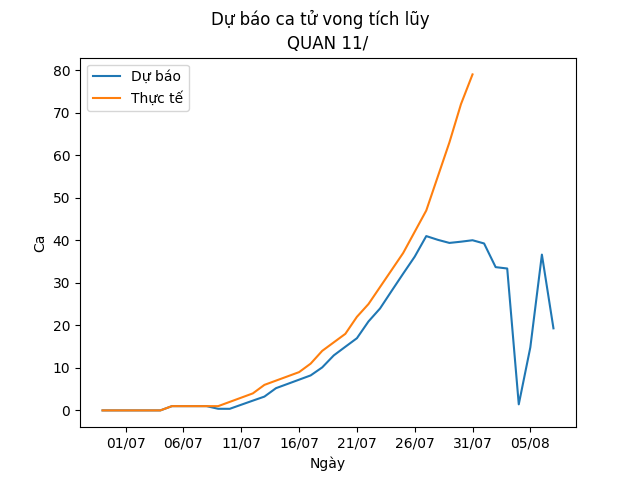 Dự báo ca tử vong tích lũy
QUAN 11/
Dự báo
Thực tế
Ca
80
70
60
50
40
30
20
10
0
01/07 06/07 11/07 16/07 21/07 26/07 31/07 05/08
Ngày